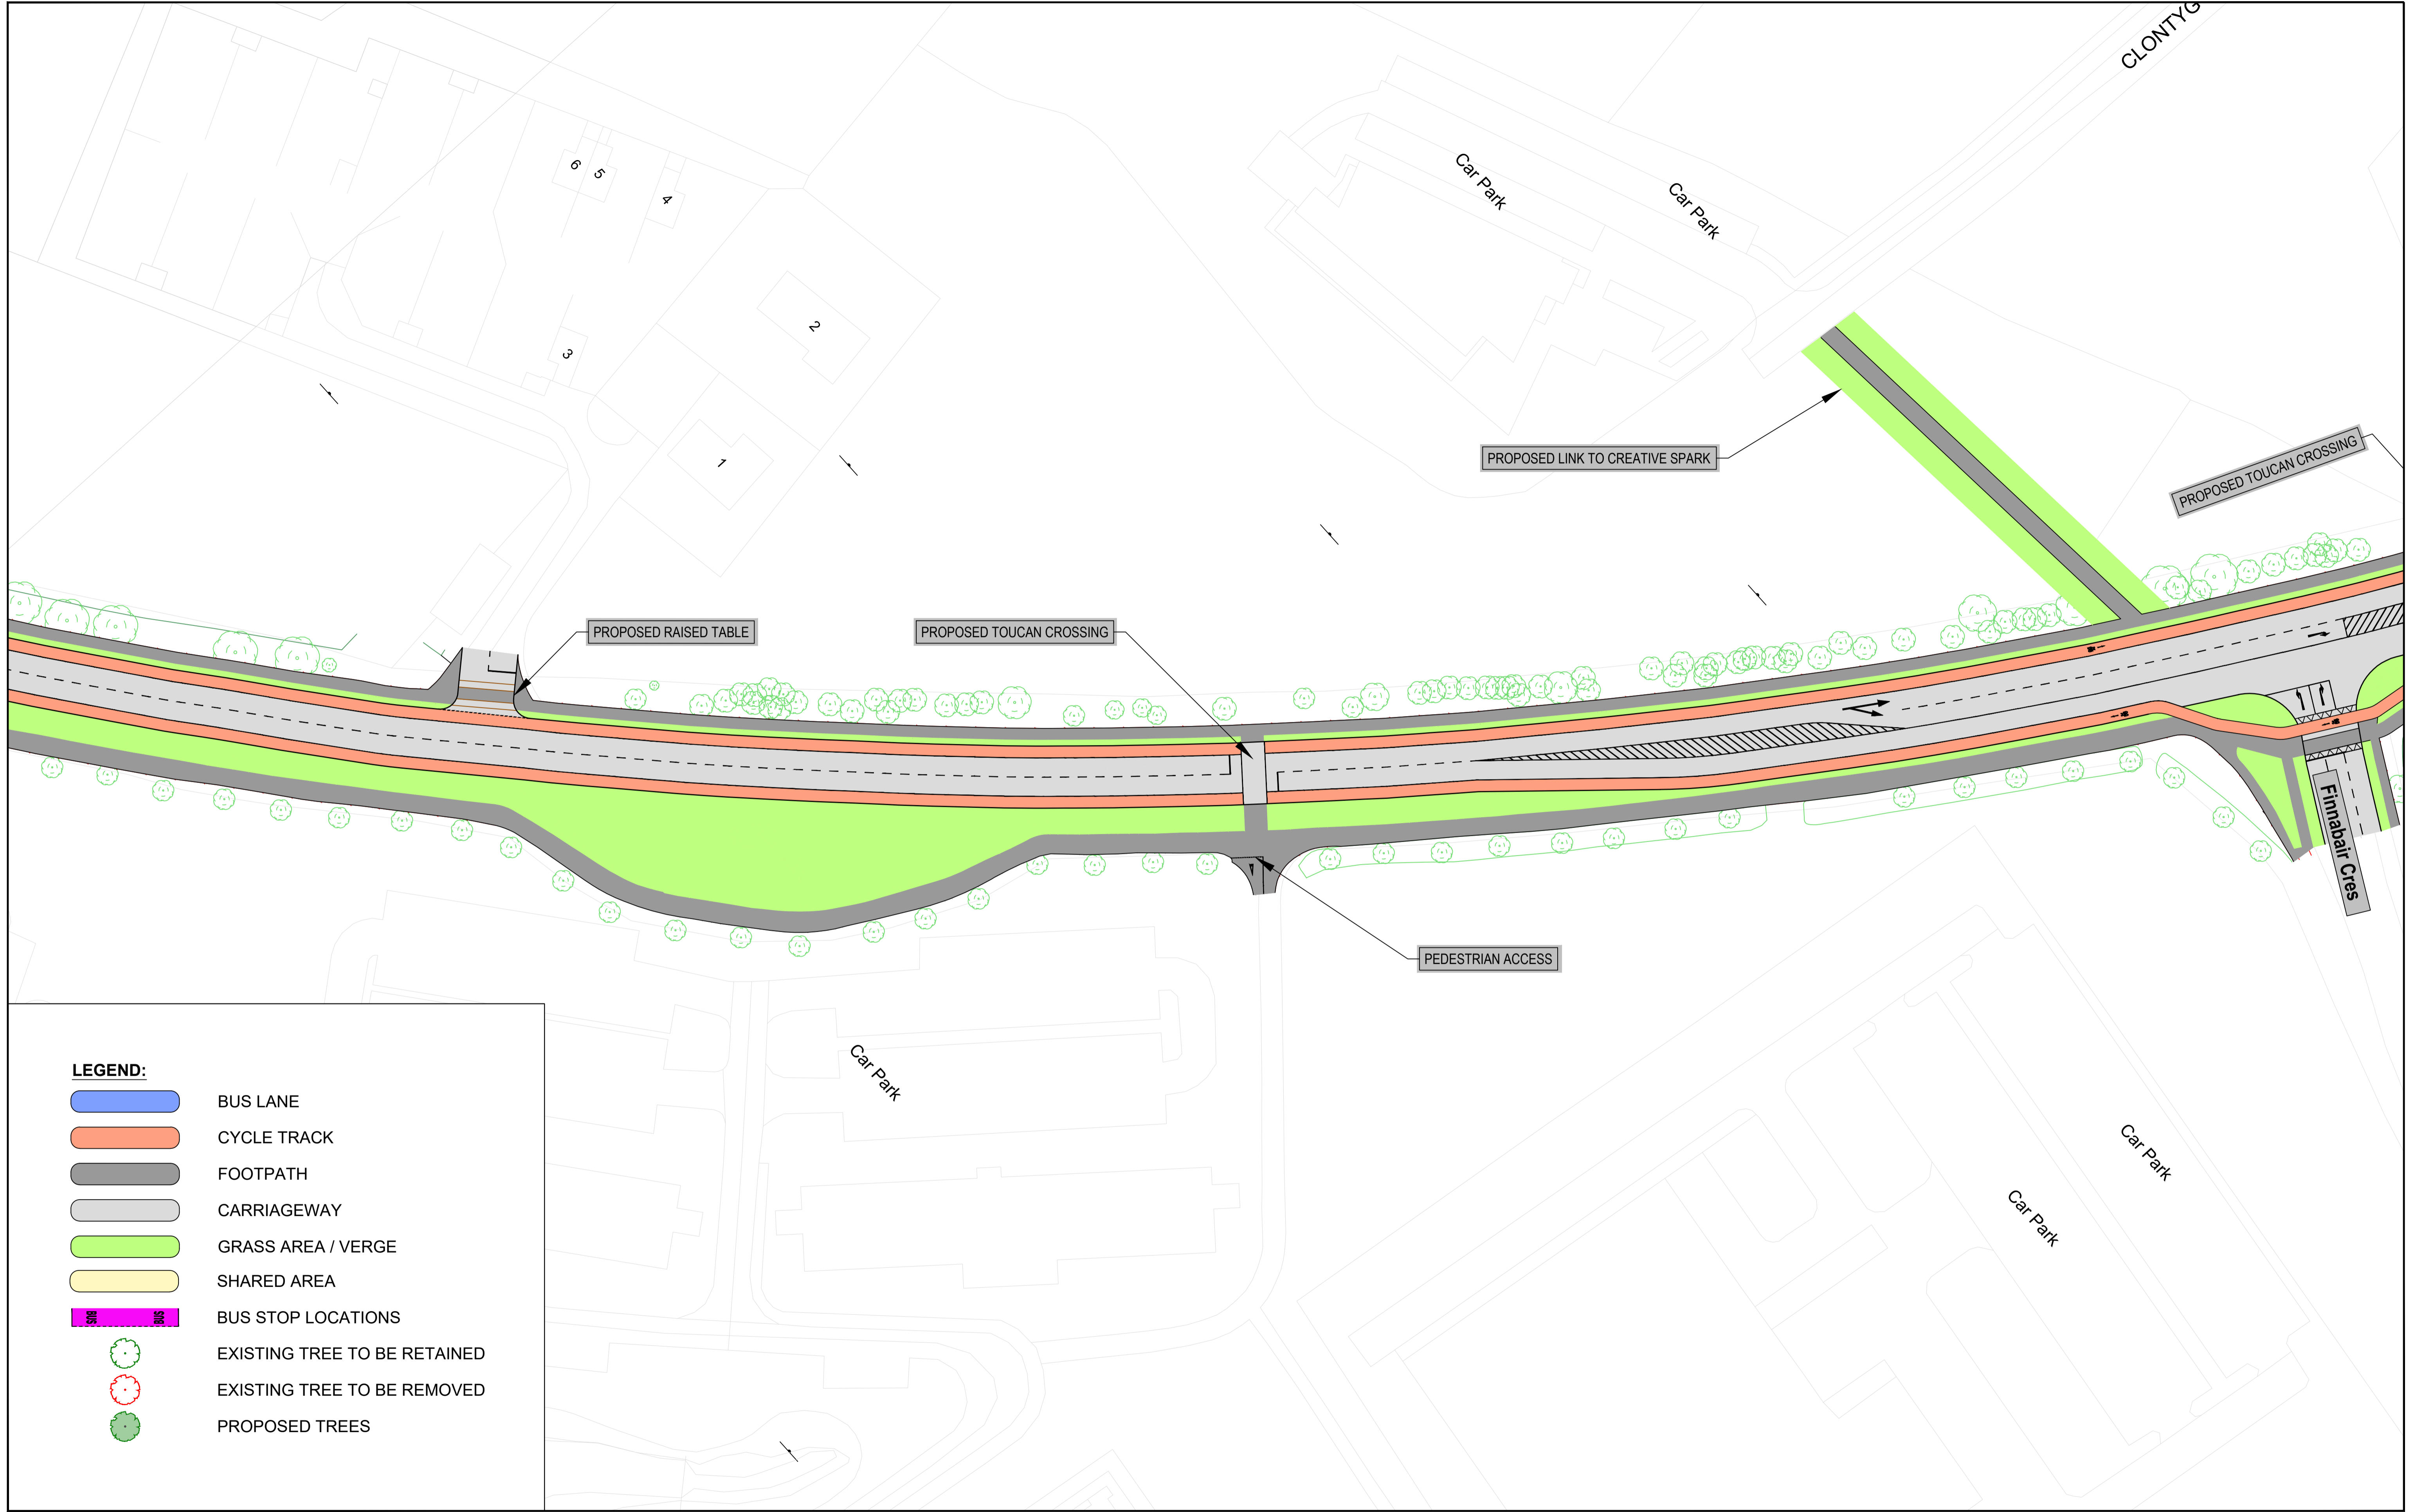 CLONTYG
6
5
4
Car Park
Car Park
2
3
1
PROPOSED LINK TO CREATIVE SPARK
PROPOSED TOUCAN CROSSING
PROPOSED RAISED TABLE
PROPOSED TOUCAN CROSSING
Finnabair Cres
PEDESTRIAN ACCESS
Car Park
Car Park
Car Park
LEGEND:
BUS LANE
CYCLE TRACK
FOOTPATH
CARRIAGEWAY
GRASS AREA / VERGE
SHARED AREA
BUS BUS
BUS STOP LOCATIONS
EXISTING TREE TO BE RETAINED
EXISTING TREE TO BE REMOVED
PROPOSED TREES